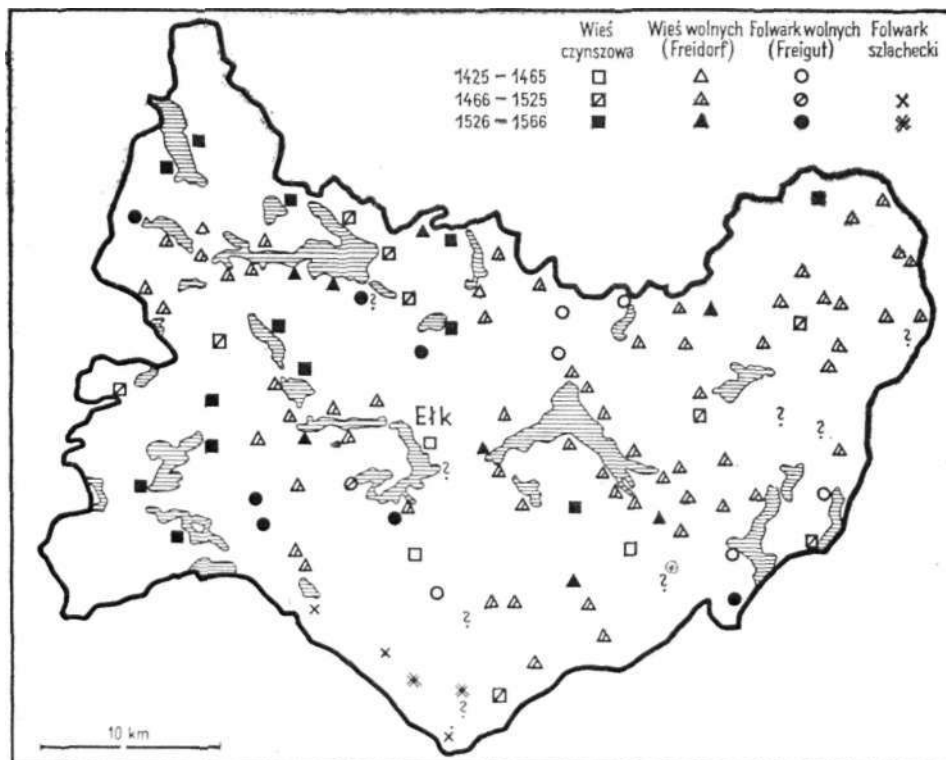 Wieś czynszowa
Wieś wolnych (Freidorf)
Folwark wolnych (Freigut)
Folwark szlachecki
1425 – 1465
1466 – 1525
1526 – 1566
?
?
Ełk
?
?
?
?
?
?
10 km